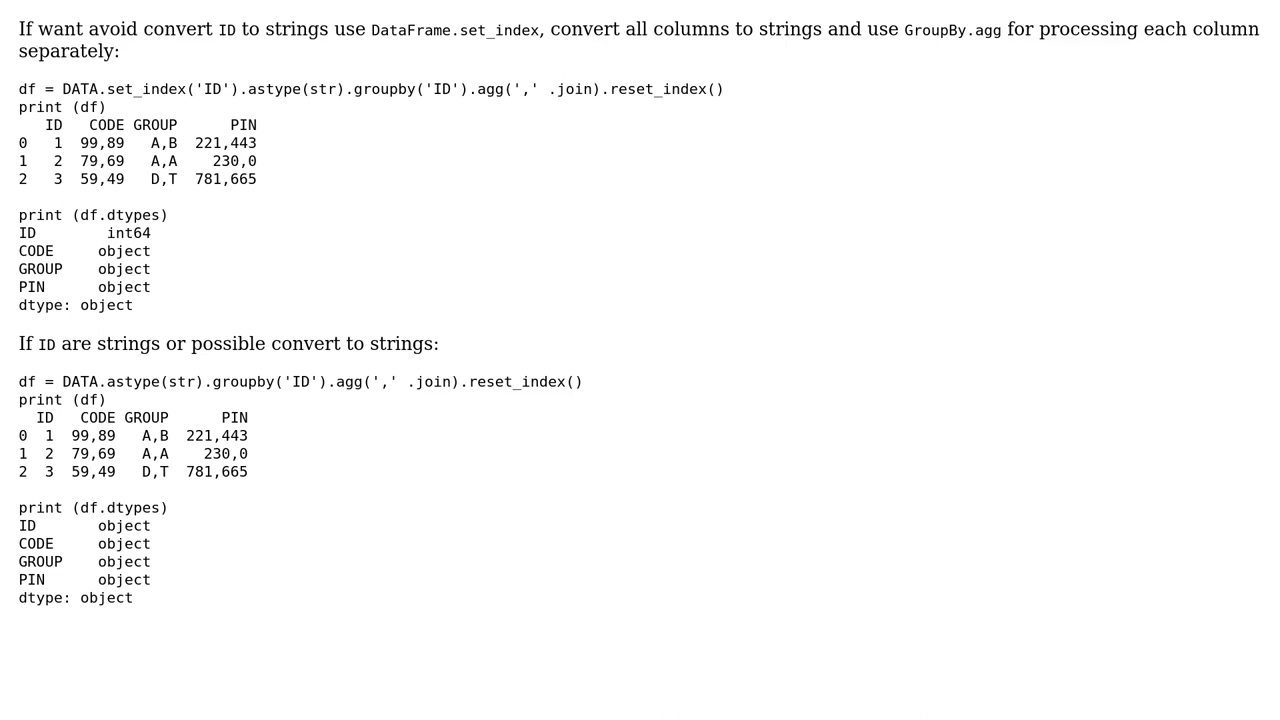 If want avoid convert ID to strings use DataFrame.set_index, convert all columns to strings and use GroupBy.agg for processing each column
separately:
df = DATA.set_index('ID').astype(str).groupby('ID').agg(',' .join).reset_index()
print (df)
   ID   CODE GROUP      PIN
0   1  99,89   A,B  221,443
1   2  79,69   A,A    230,0
2   3  59,49   D,T  781,665
print (df.dtypes)
ID        int64
CODE     object
GROUP    object
PIN      object
dtype: object
If ID are strings or possible convert to strings:
df = DATA.astype(str).groupby('ID').agg(',' .join).reset_index()
print (df)
  ID   CODE GROUP      PIN
0  1  99,89   A,B  221,443
1  2  79,69   A,A    230,0
2  3  59,49   D,T  781,665
print (df.dtypes)
ID       object
CODE     object
GROUP    object
PIN      object
dtype: object